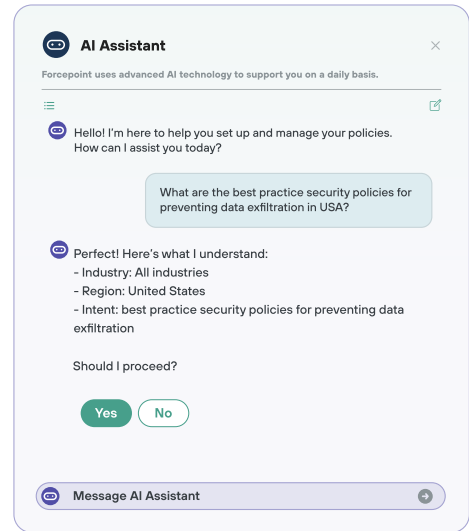 AI Assistant
Forcepoint uses advanced AI technology to support you on a daily basis.
Hello! I'm here to help you set up and manage your policies.
How can I assist you today?
What are the best practice security policies for
preventing data exfiltration in USA?
Perfect! Here's what I understand:
- Industry: All industries
- Region: United States
- Intent: best practice security policies for preventing data
exfiltration
Should I proceed?
Yes
No
Message AI Assistant